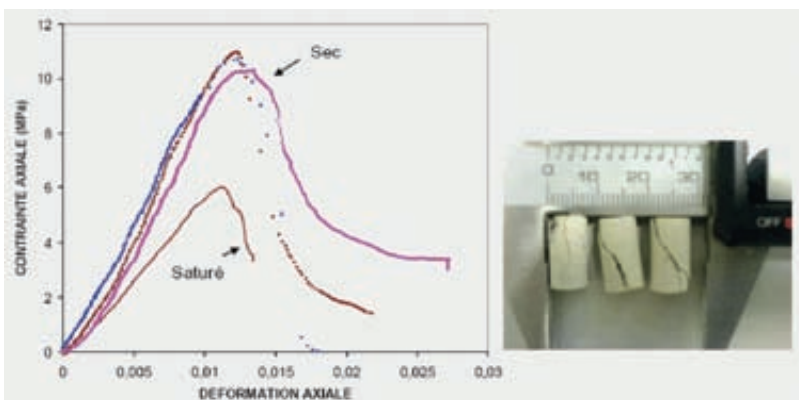 12
10
8
6
4
2
0
CONTRAINTE AXIALE (MPa)
Sec
Saturé
0 0,005 0,01 0,015 0,02 0,025 0,03
DEFORMATION AXIALE
0 10 20 30
OFF